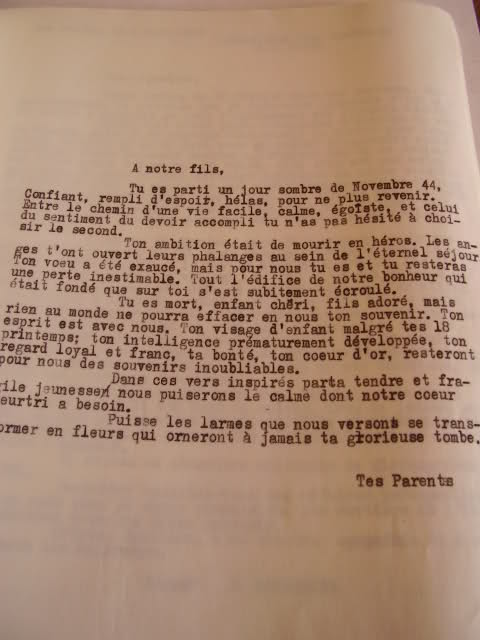 A notre fils,
Tu es parti un jour sombre de Novembre 44,
Confiant, rempli d'espoir, hélas, pour ne plus revenir.
Entre le chemin d'une vie facile, calme, égoïste, et celui
du sentiment du devoir accompli tu n'as pas hésité à choi-
sir le second.
Ton ambition était de mourir en héros. Les an-
ges t'ont ouvert leurs phalanges au sein de l'éternel séjour
Ton voeu a été exaucé, mais pour nous tu es et tu resteras
une perte inestimable. Tout l'édifice de notre bonheur qui
était fondé que sur toi s'est subitement écroulé.
Tu es mort, enfant chéri, fils adoré, mais
rien au monde ne pourra effacer en nous ton souvenir. Ton
esprit est avec nous. Ton visage d'enfant malgré tes 18
printemps; ton intelligence prématurement développée, ton
regard loyal et franc, ta bonté, ton coeur d'or, resteront
pour nous des souvenirs inoubliables.
Dans ces vers inspirés parta tendre et fra-
gile jeunesse, nous puiserons le calme dont notre coeur
eurtri a besoin.
Puisse les larmes que nous versons se trans-
ormer en fleurs qui orneront à jamais ta glorieuse tombe.
Tes Parents